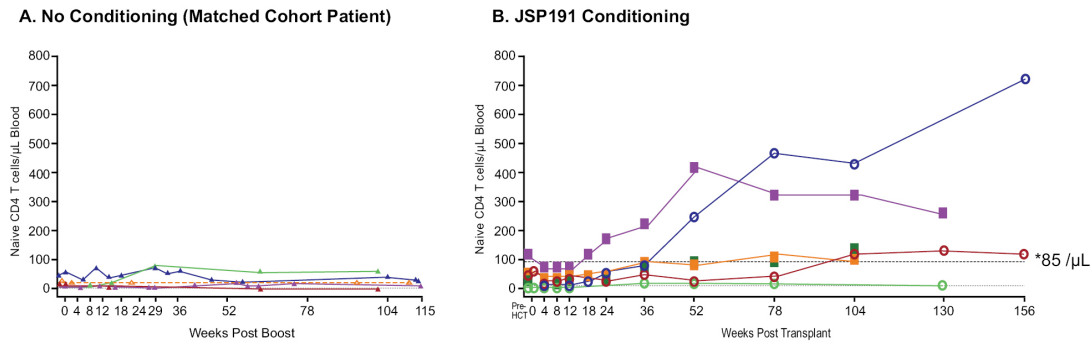 A. No Conditioning (Matched Cohort Patient)
B. JSP191 Conditioning
Naive CD4 T cells/µL Blood
800
700
600
500
400
300
200
100
0
0 4 8 12 18 24 29 36 52 78 104 115
Weeks Post Boost
Naive CD4 T cells/µL Blood
800
700
600
500
400
300
200
100
0
*85 /µL
Pre-
HCT
0 4 8 12 18 24 36 52 78 104 130 156
Weeks Post Transplant